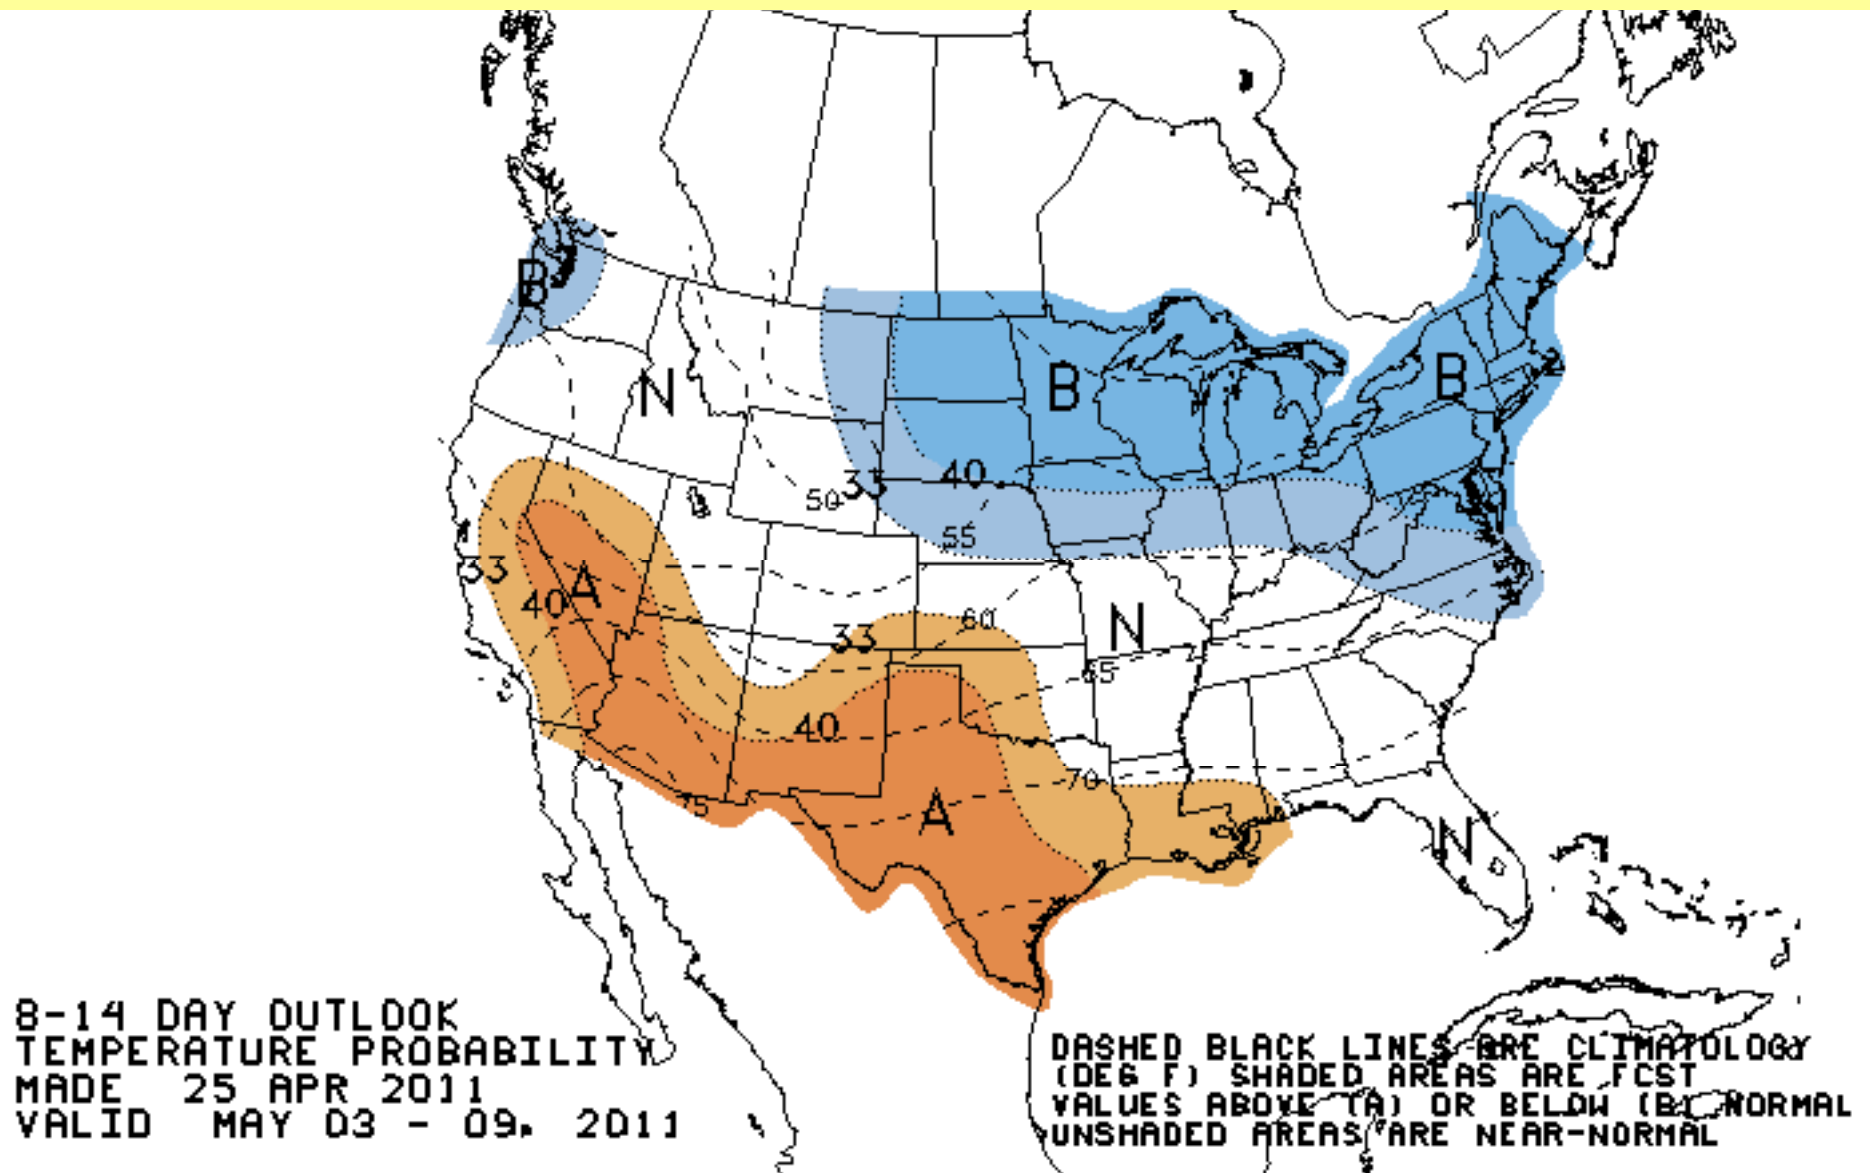 B
N
B
B
33
40
50
55
33
A
40
33
60
N
65
40
70
75
A
N
8-14 DAY OUTLOOK
TEMPERATURE PROBABILITY
MADE 25 APR 2011
VALID MAY 03 - 09, 2011
DASHED BLACK LINES ARE CLIMATOLOGY
(DEG F) SHADED AREAS ARE FCST
VALUES ABOVE (A) OR BELOW (B) NORMAL
UNSHADED AREAS ARE NEAR-NORMAL